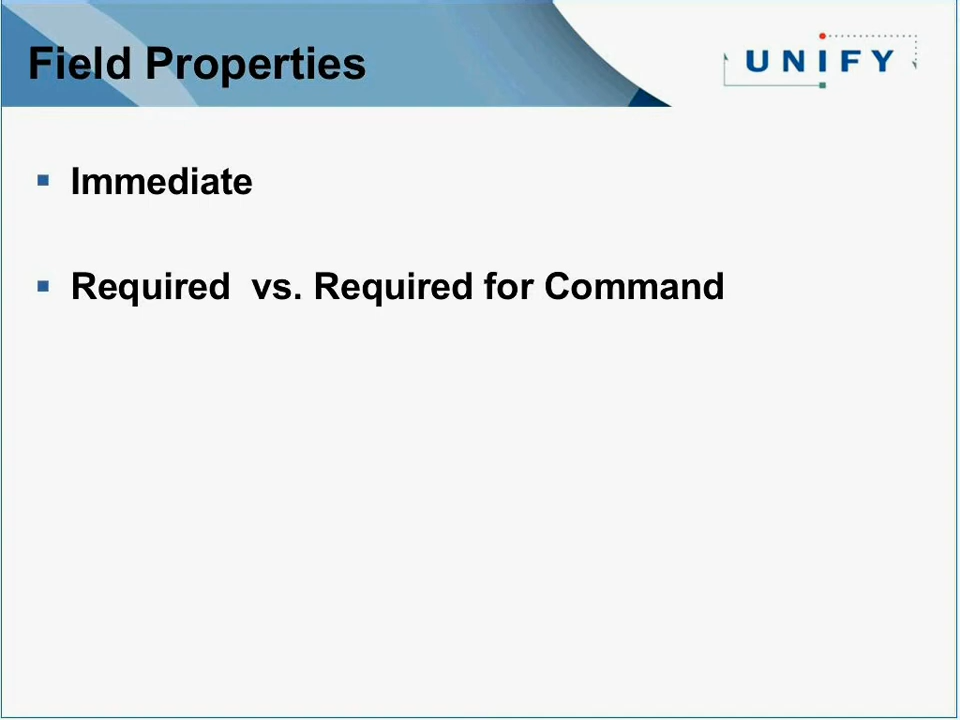 Field Properties
UNIFY
Immediate
Required vs. Required for Command